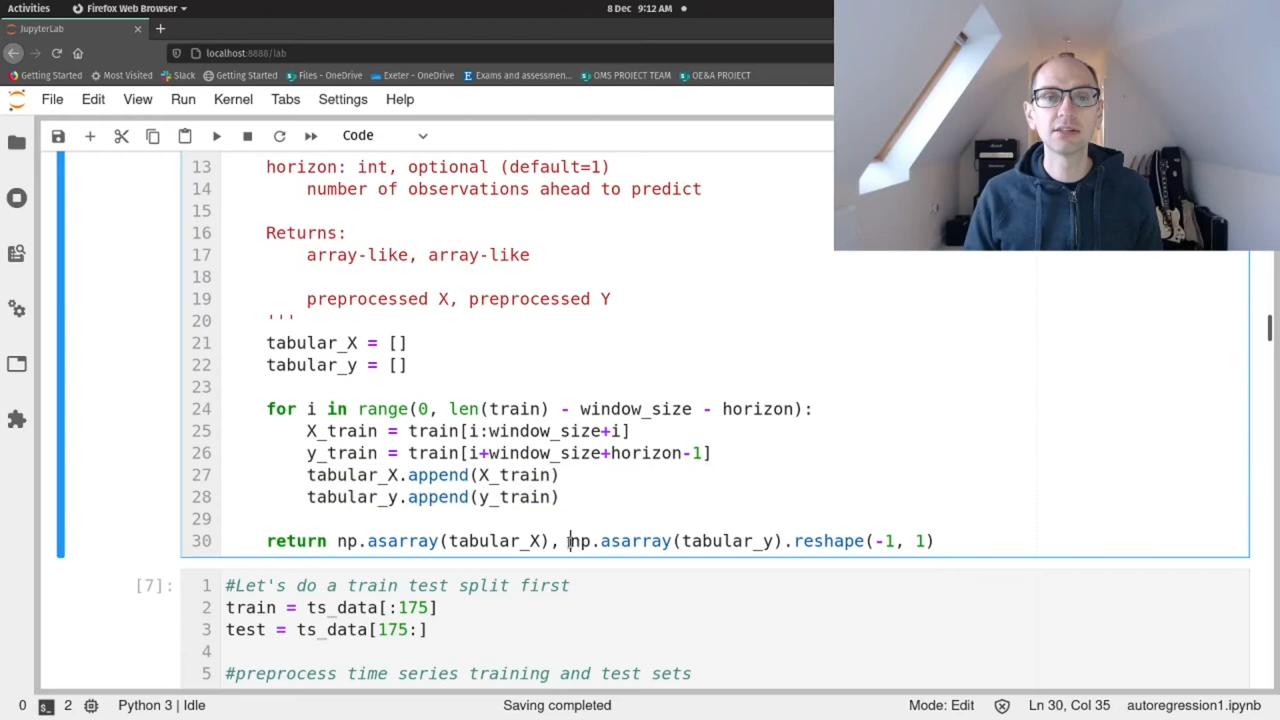 Activities
Firefox Web Browser
8 Dec 9:12 AM
JupyterLab
localhost:8888/lab
Getting Started
Most Visited
Slack
Getting Started
Files - OneDrive
Exeter - OneDrive
Exams and assessmen...
OMS PROJECT TEAM
OE&A PROJECT
File Edit View Run Kernel Tabs Settings Help
Code
13 horizon: int, optional (default=1)
14 number of observations ahead to predict
15
16 Returns:
17 array-like, array-like
18
19 preprocessed X, preprocessed Y
20 '''
21 tabular_X = []
22 tabular_y = []
23
24 for i in range(0, len(train) - window_size - horizon):
25 X_train = train[i:window_size+i]
26 y_train = train[i+window_size+horizon-1]
27 tabular_X.append(X_train)
28 tabular_y.append(y_train)
29
30 return np.asarray(tabular_X), np.asarray(tabular_y).reshape(-1, 1)
[7]:
1 #Let's do a train test split first
2 train = ts_data[:175]
3 test = ts_data[175:]
4
5 #preprocess time series training and test sets
0 2 Python 3 | Idle Saving completed Mode: Edit Ln 30, Col 35 autoregression1.ipynb